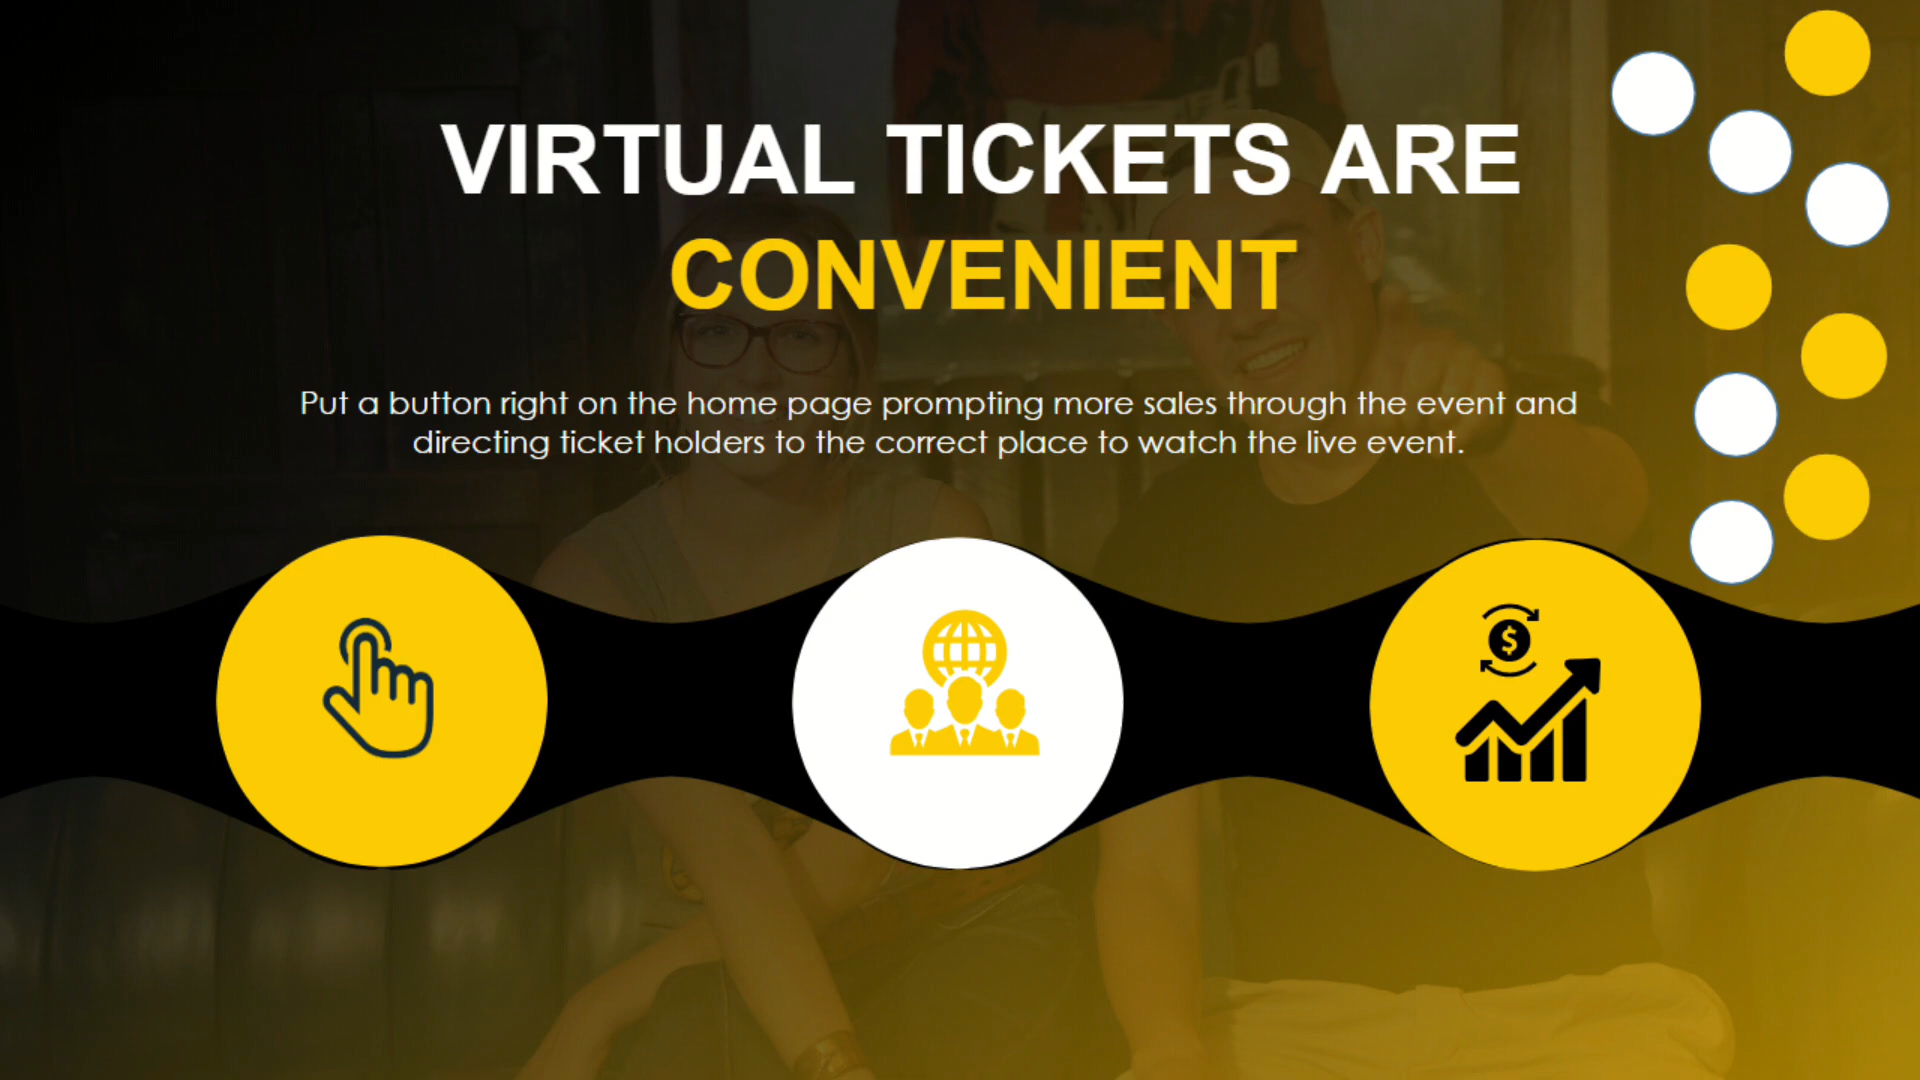 VIRTUAL TICKETS ARE
CONVENIENT
Put a button right on the home page prompting more sales through the event and
directing ticket holders to the correct place to watch the live event.
$